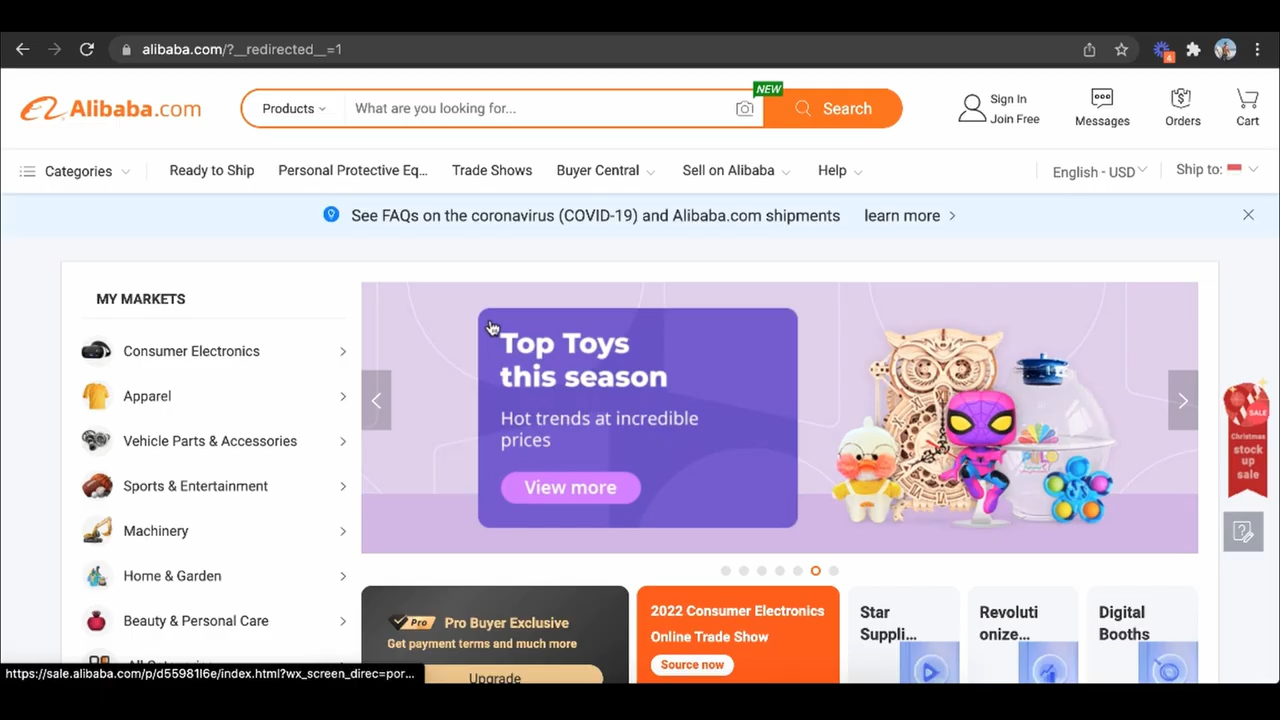 alibaba.com/?__redirected__=1
4
Alibaba.com
Products
What are you looking for...
NEW
Search
Sign In
Join Free
Messages
Orders
Cart
Categories
Ready to Ship
Personal Protective Eq...
Trade Shows
Buyer Central
Sell on Alibaba
Help
English - USD
Ship to:
See FAQs on the coronavirus (COVID-19) and Alibaba.com shipments
learn more
MY MARKETS
Consumer Electronics
Apparel
Vehicle Parts & Accessories
Sports & Entertainment
Machinery
Home & Garden
Beauty & Personal Care
Top Toys
this season
Hot trends at incredible
prices
View more
SALE
Christmas
stock
up
sale
Pro
Pro Buyer Exclusive
Get payment terms and much more
Upgrade
2022 Consumer Electronics
Online Trade Show
Source now
Star
Suppli...
Revoluti
onize...
Digital
Booths
https://sale.alibaba.com/p/d55981l6e/index.html?wx_screen_direc=por...